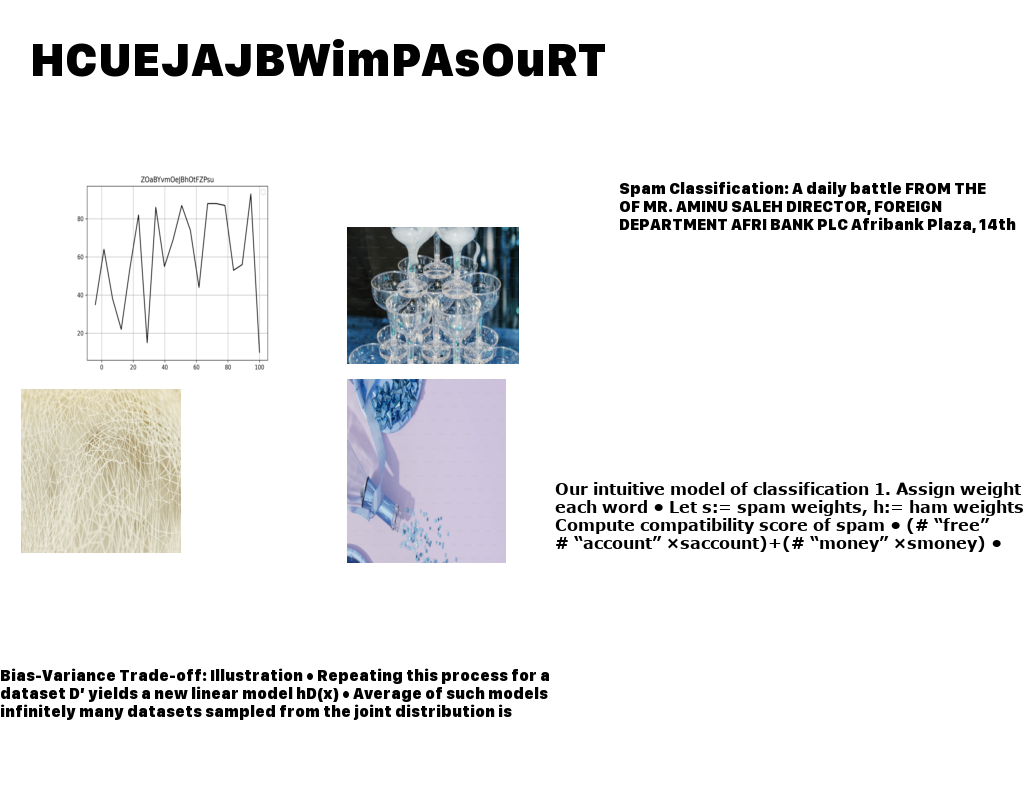 HCUEJAJBWimPAsOuRT
ZOaBYvmOeJBhOtFZPsu
80
60
40
20
0 20 40 60 80 100
Spam Classification: A daily battle FROM THE
OF MR. AMINU SALEH DIRECTOR, FOREIGN
DEPARTMENT AFRI BANK PLC Afribank Plaza, 14th
Our intuitive model of classification 1. Assign weight
each word • Let s:= spam weights, h:= ham weights
Compute compatibility score of spam • (# “free”
# “account” ×saccount)+(# “money” ×smoney) •
Bias-Variance Trade-off: Illustration • Repeating this process for a
dataset D’ yields a new linear model hD(x) • Average of such models
infinitely many datasets sampled from the joint distribution is